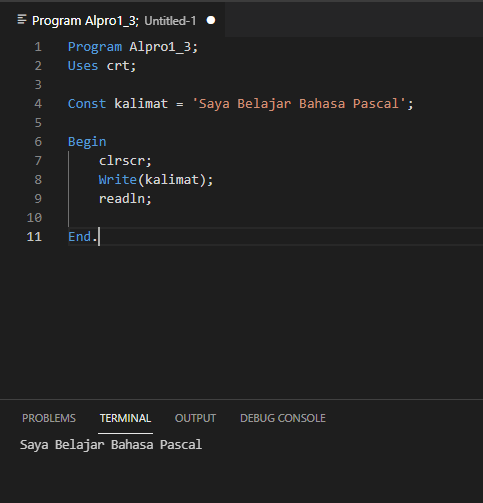 Program Alpro1_3; Untitled-1
1 Program Alpro1_3;
2 Uses crt;
3
4 Const kalimat = 'Saya Belajar Bahasa Pascal';
5
6 Begin
7     clrscr;
8     Write(kalimat);
9     readln;
10
11 End.
PROBLEMS TERMINAL OUTPUT DEBUG CONSOLE
Saya Belajar Bahasa Pascal